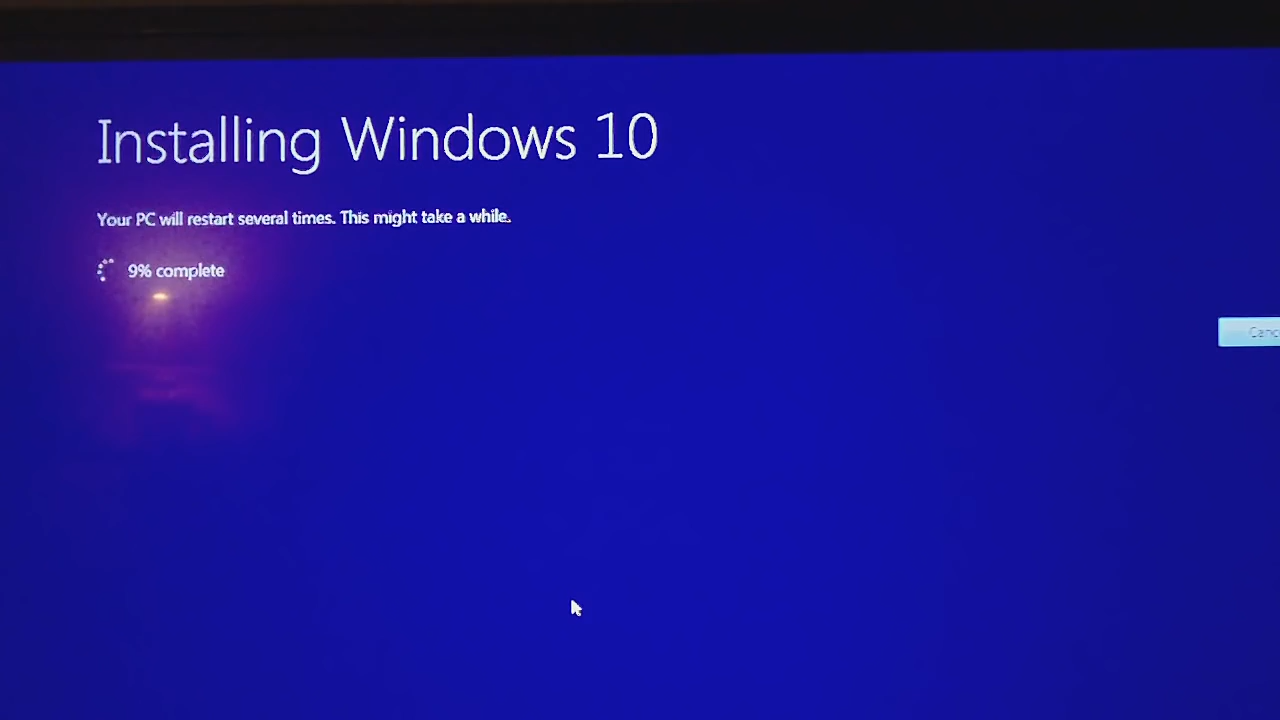 Installing Windows 10
Your PC will restart several times. This might take a while.
9% complete